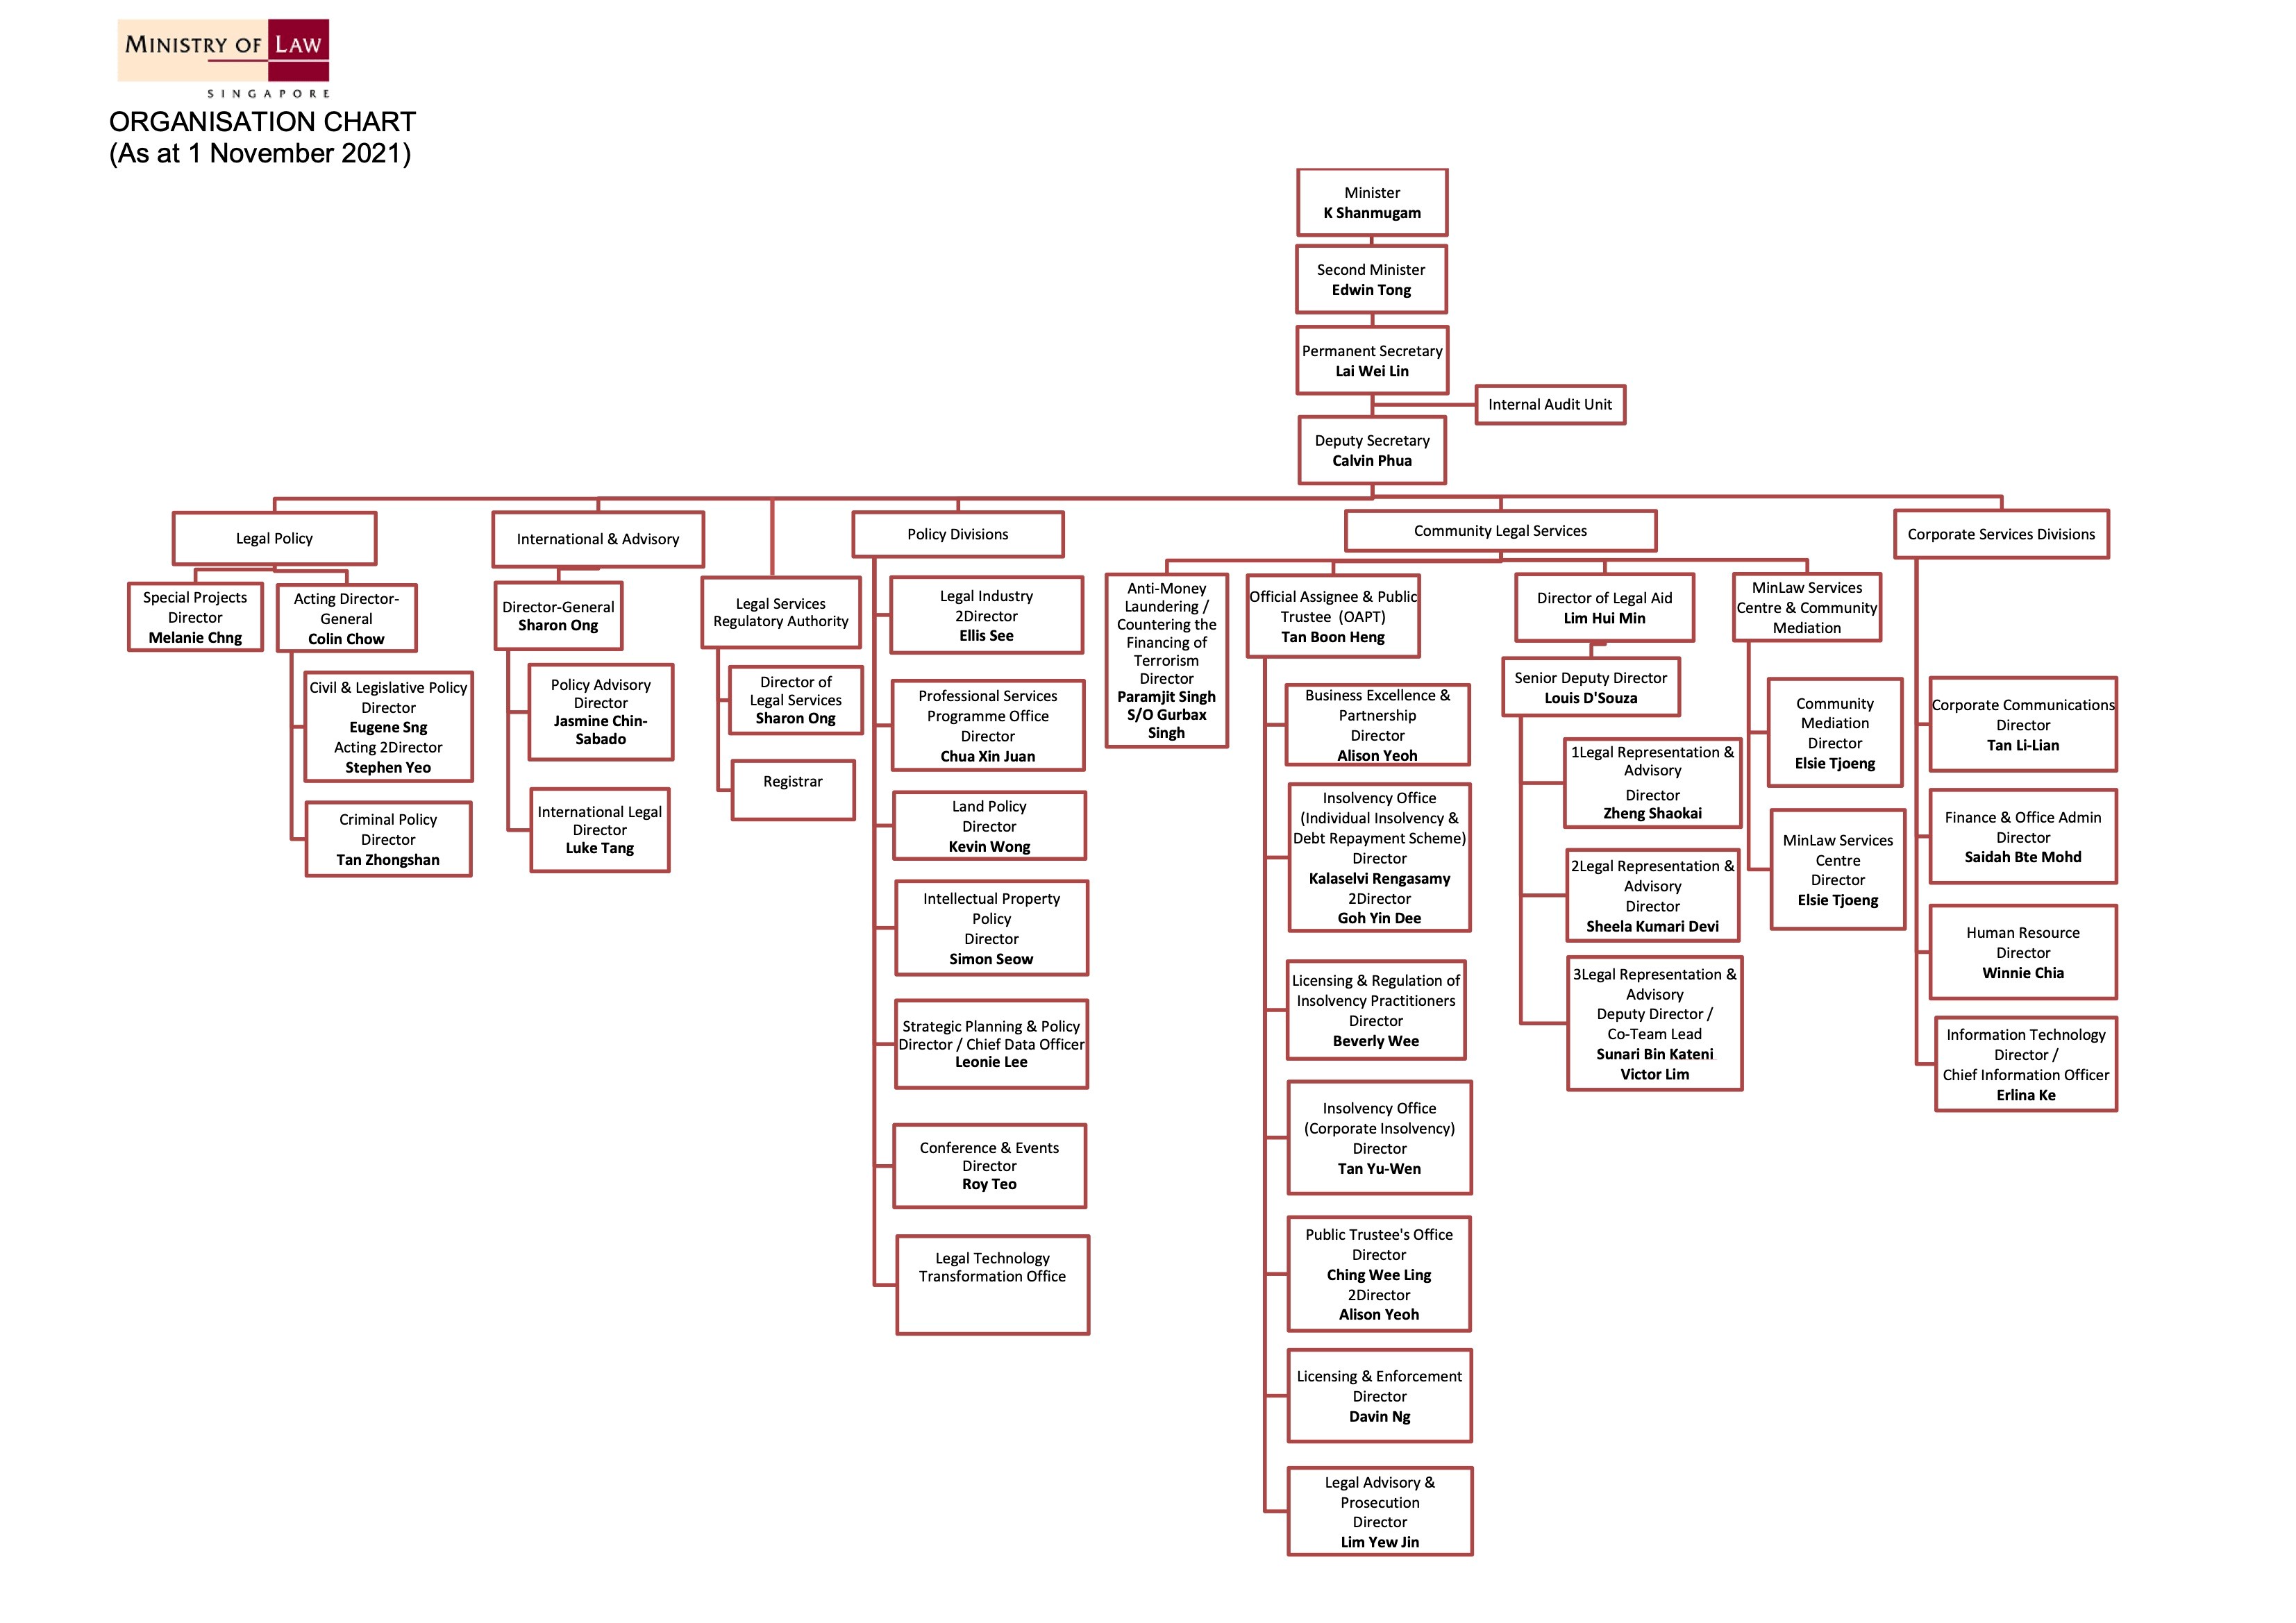 MINISTRY OF LAW
SINGAPORE
ORGANISATION CHART
(As at 1 November 2021)
Minister
K Shanmugam
Second Minister
Edwin Tong
Permanent Secretary
Lai Wei Lin
Internal Audit Unit
Deputy Secretary
Calvin Phua
Legal Policy
Special Projects
Director
Melanie Chng
Acting Director-
General
Colin Chow
Civil & Legislative Policy
Director
Eugene Sng
Acting 2Director
Stephen Yeo
Criminal Policy
Director
Tan Zhongshan
International & Advisory
Director-General
Sharon Ong
Policy Advisory
Director
Jasmine Chin-
Sabado
International Legal
Director
Luke Tang
Legal Services
Regulatory Authority
Director of
Legal Services
Sharon Ong
Registrar
Policy Divisions
Legal Industry
2Director
Ellis See
Professional Services
Programme Office
Director
Chua Xin Juan
Land Policy
Director
Kevin Wong
Intellectual Property
Policy
Director
Simon Seow
Strategic Planning & Policy
Director / Chief Data Officer
Leonie Lee
Conference & Events
Director
Roy Teo
Legal Technology
Transformation Office
Community Legal Services
Anti-Money
Laundering /
Countering the
Financing of
Terrorism
Director
Paramjit Singh
S/O Gurbax
Singh
Official Assignee & Public
Trustee (OAPT)
Tan Boon Heng
Business Excellence &
Partnership
Director
Alison Yeoh
Insolvency Office
(Individual Insolvency &
Debt Repayment Scheme)
Director
Kalaselvi Rengasamy
2Director
Goh Yin Dee
Licensing & Regulation of
Insolvency Practitioners
Director
Beverly Wee
Insolvency Office
(Corporate Insolvency)
Director
Tan Yu-Wen
Public Trustee's Office
Director
Ching Wee Ling
2Director
Alison Yeoh
Licensing & Enforcement
Director
Davin Ng
Legal Advisory &
Prosecution
Director
Lim Yew Jin
Director of Legal Aid
Lim Hui Min
Senior Deputy Director
Louis D'Souza
1Legal Representation &
Advisory
Director
Zheng Shaokai
2Legal Representation &
Advisory
Director
Sheela Kumari Devi
3Legal Representation &
Advisory
Deputy Director /
Co-Team Lead
Sunari Bin Kateni
Victor Lim
MinLaw Services
Centre & Community
Mediation
Community
Mediation
Director
Elsie Tjoeng
MinLaw Services
Centre
Director
Elsie Tjoeng
Corporate Services Divisions
Corporate Communications
Director
Tan Li-Lian
Finance & Office Admin
Director
Saidah Bte Mohd
Human Resource
Director
Winnie Chia
Information Technology
Director /
Chief Information Officer
Erlina Ke